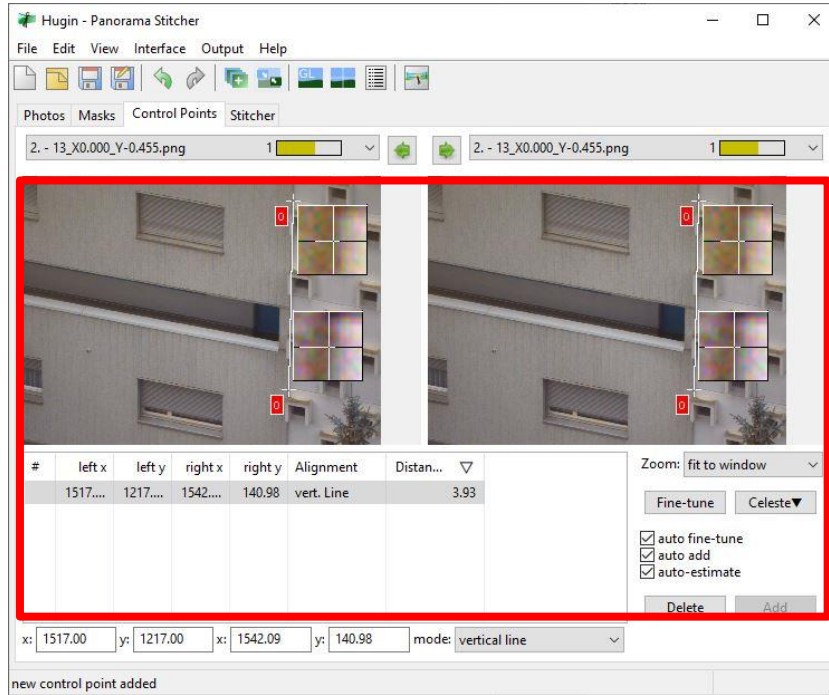 Hugin - Panorama Stitcher
File Edit View Interface Output Help
GL
Photos Masks Control Points Stitcher
2. - 13_X0.000_Y-0.455.png 1 2. - 13_X0.000_Y-0.455.png 1
0 0
0 0
# left x left y right x right y Alignment Distan...
1517.... 1217.... 1542.... 140.98 vert. Line 3.93
Zoom: fit to window
Fine-tune Celeste▼
auto fine-tune
auto add
auto-estimate
Delete Add
x: 1517.00 y: 1217.00 x: 1542.09 y: 140.98 mode: vertical line
new control point added